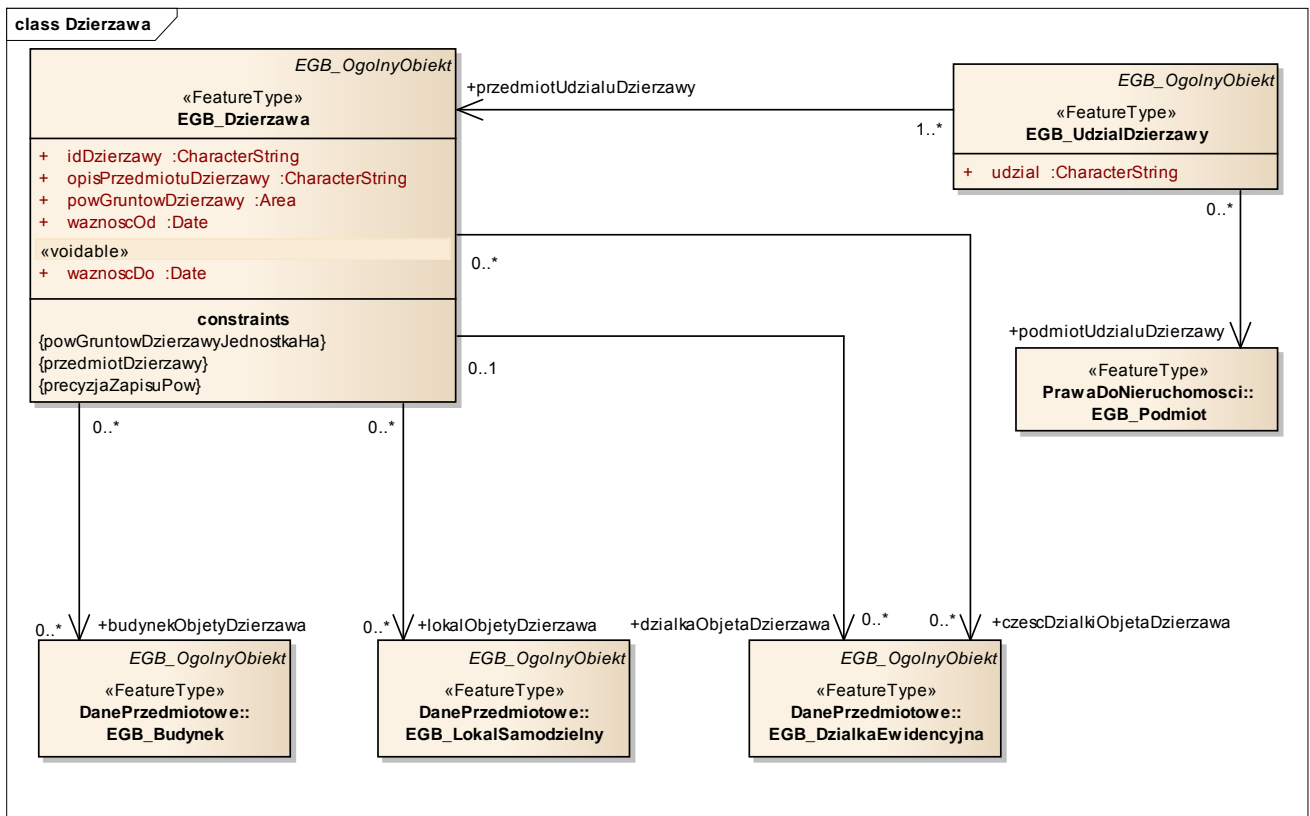 class Dzierzawa
EGB_OgolnyObiekt
«FeatureType»
EGB_Dzierzawa
+ idDzierzawy :CharacterString
+ opisPrzedmiotuDzierzawy :CharacterString
+ powGruntowDzierzawy :Area
+ waznoscOd :Date
«voidable»
+ waznoscDo :Date
constraints
{powGruntowDzierzawyJednostkaHa}
{przedmiotDzierzawy}
{precyzjaZapisuPow}
+przedmiotUdzialuDzierzawy
1..*
EGB_OgolnyObiekt
«FeatureType»
EGB_UdzialDzierzawy
+ udzial :CharacterString
0..*
+podmiotUdzialuDzierzawy
«FeatureType»
PrawaDoNieruchomosci::
EGB_Podmiot
0..*
0..1
0..*
0..*
0..*
+budynekObjetyDzierzawa
0..*
+lokalObjetyDzierzawa
+dzialkaObjetaDzierzawa
0..*
0..*
+czescDzialkiObjetaDzierzawa
EGB_OgolnyObiekt
«FeatureType»
DanePrzedmiotowe::
EGB_Budynek
EGB_OgolnyObiekt
«FeatureType»
DanePrzedmiotowe::
EGB_LokalSamodzielny
EGB_OgolnyObiekt
«FeatureType»
DanePrzedmiotowe::
EGB_DzialkaEwidencyjna